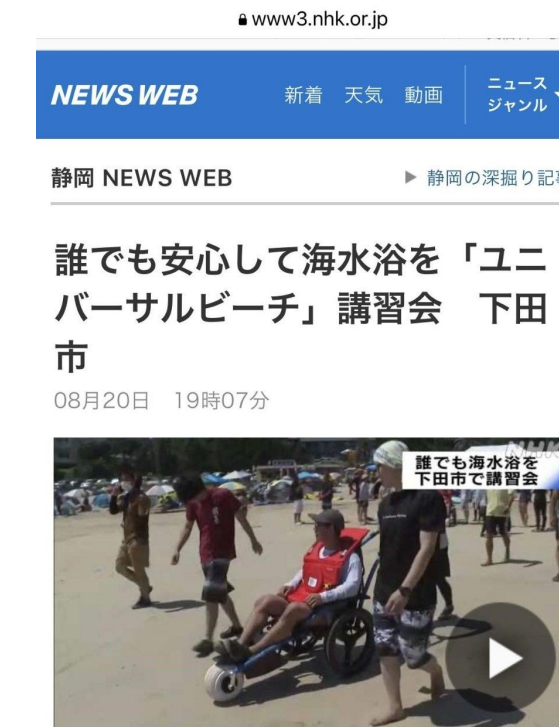 www3.nhk.or.jp
NEWS WEB
新着 天気 動画
ニュース
ジャンル
静岡 NEWS WEB
▶ 静岡の深掘り記
誰でも安心して海水浴を「ユニ
バーサルビーチ」講習会 下田
市
08月20日 19時07分
NHK
誰でも海水浴を
下田市で講習会